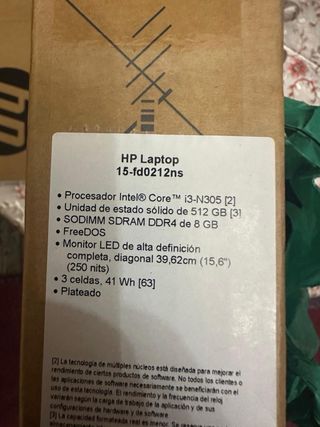 hp
HP Laptop
15-fd0212ns
• Procesador Intel® Core™ i3-N305 [2]
• Unidad de estado sólido de 512 GB [3]
• SODIMM SDRAM DDR4 de 8 GB
• FreeDOS
• Monitor LED de alta definición
completa, diagonal 39,62cm (15,6")
(250 nits)
• 3 celdas, 41 Wh [63]
• Plateado
[2] La tecnología de múltiples núcleos está diseñada para mejorar el
rendimiento de ciertos productos de software. No todos los clientes o
las aplicaciones de software necesariamente se beneficiarán con el
uso de esta tecnología. El rendimiento y la frecuencia del reloj
variarán según la carga de trabajo de la aplicación y de sus
configuraciones de hardware y de software.
[3] La capacidad formateada real es menor. Se reserva